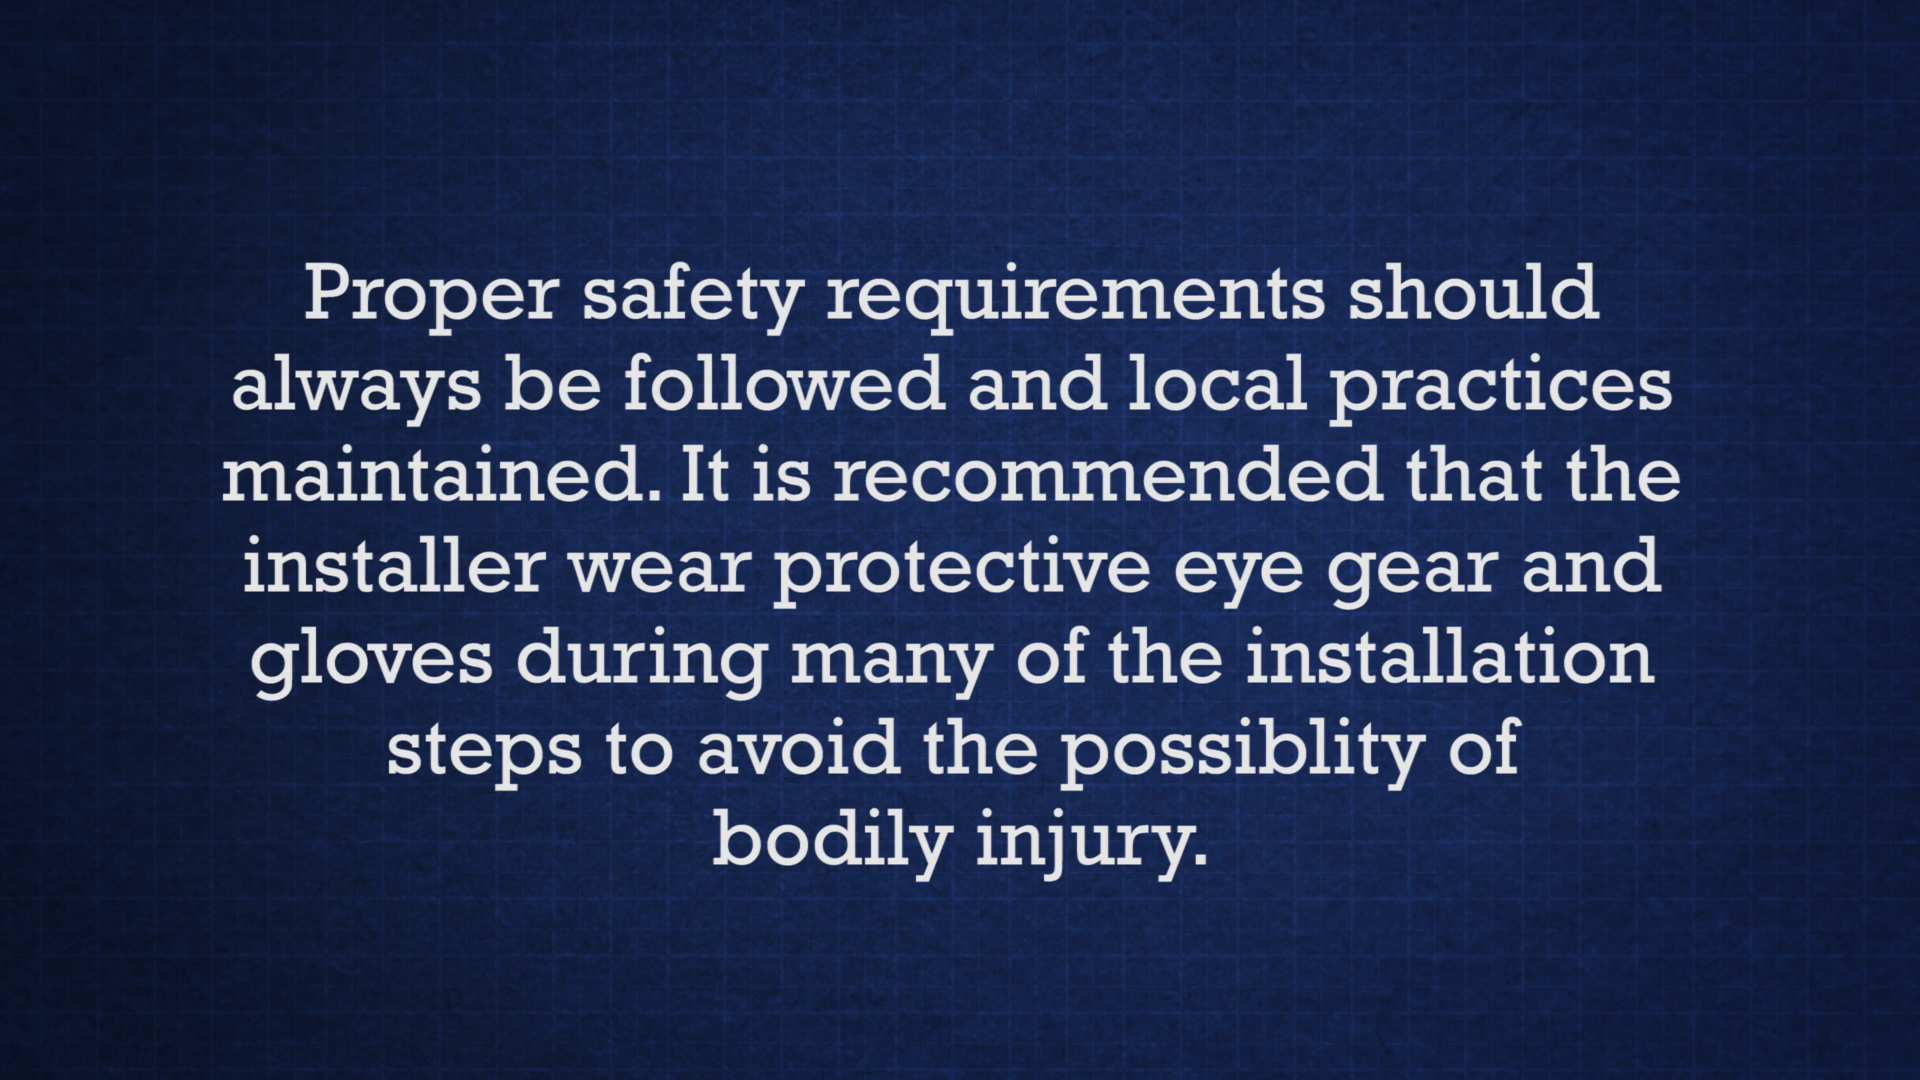 Proper safety requirements should
always be followed and local practices
maintained. It is recommended that the
installer wear protective eye gear and
gloves during many of the installation
steps to avoid the possiblity of
bodily injury.